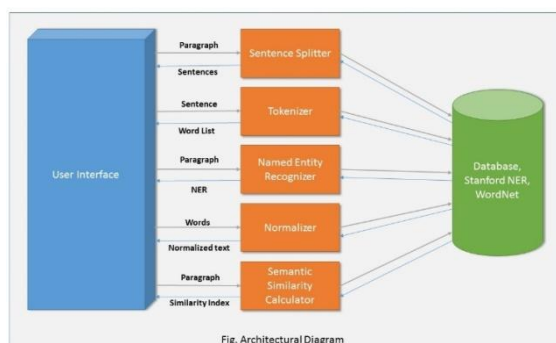 Paragraph
Sentence Splitter
Sentences
Sentence
Tokenizer
Word List
User Interface
Paragraph
Named Entity
Recognizer
NER
Database,
Stanford NER,
WordNet
Words
Normalizer
Normalized text
Paragraph
Semantic
Similarity
Calculator
Similarity Index
Fig. Architectural Diagram